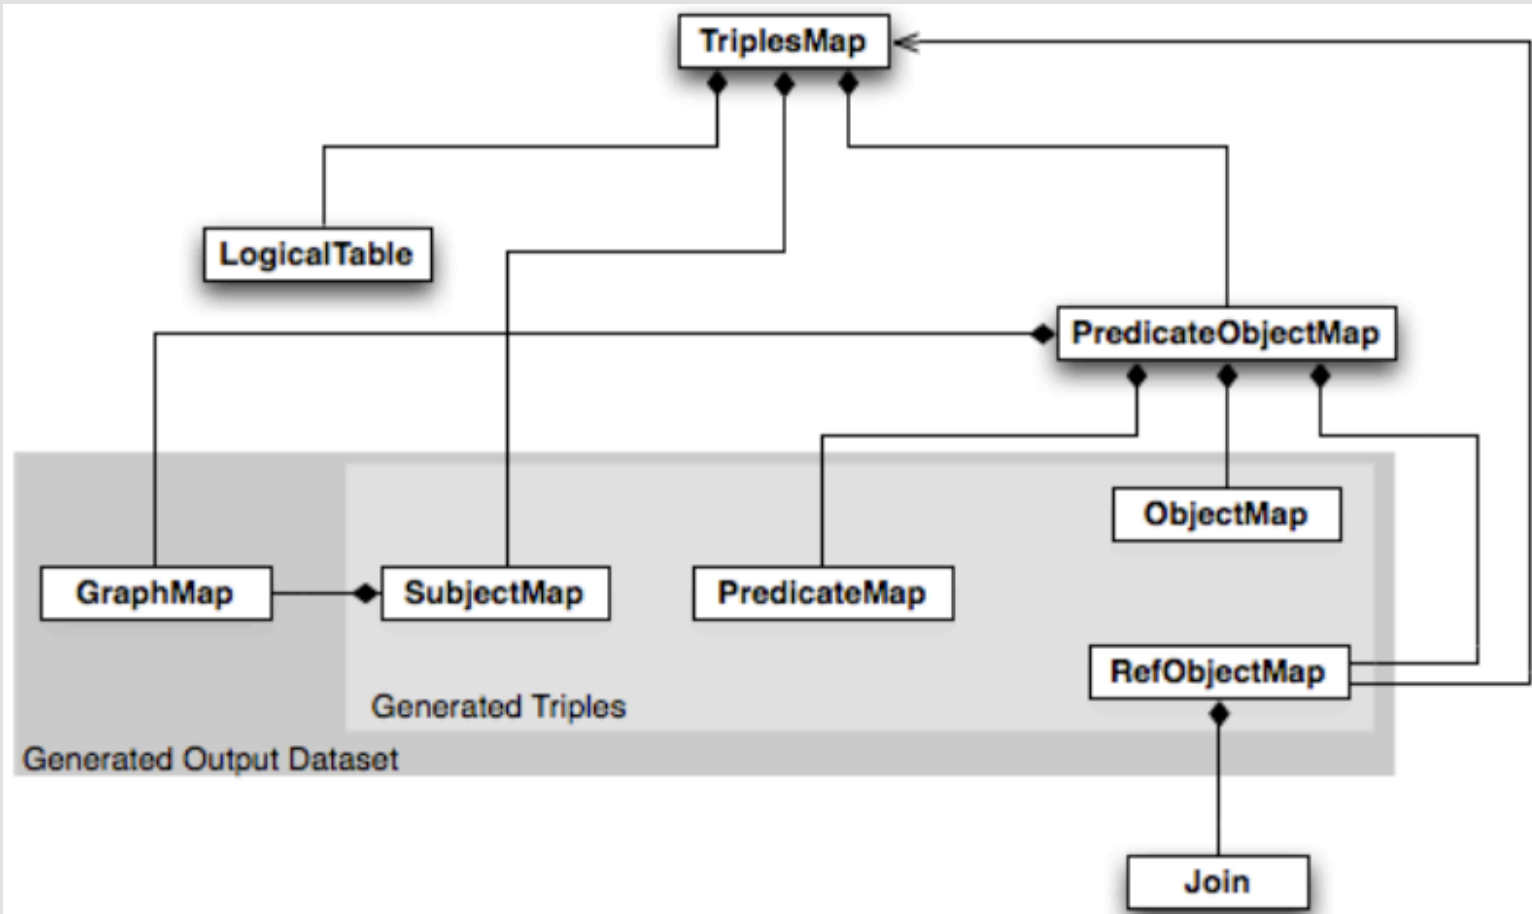 TriplesMap
LogicalTable
PredicateObjectMap
ObjectMap
GraphMap
SubjectMap
PredicateMap
RefObjectMap
Generated Triples
Generated Output Dataset
Join